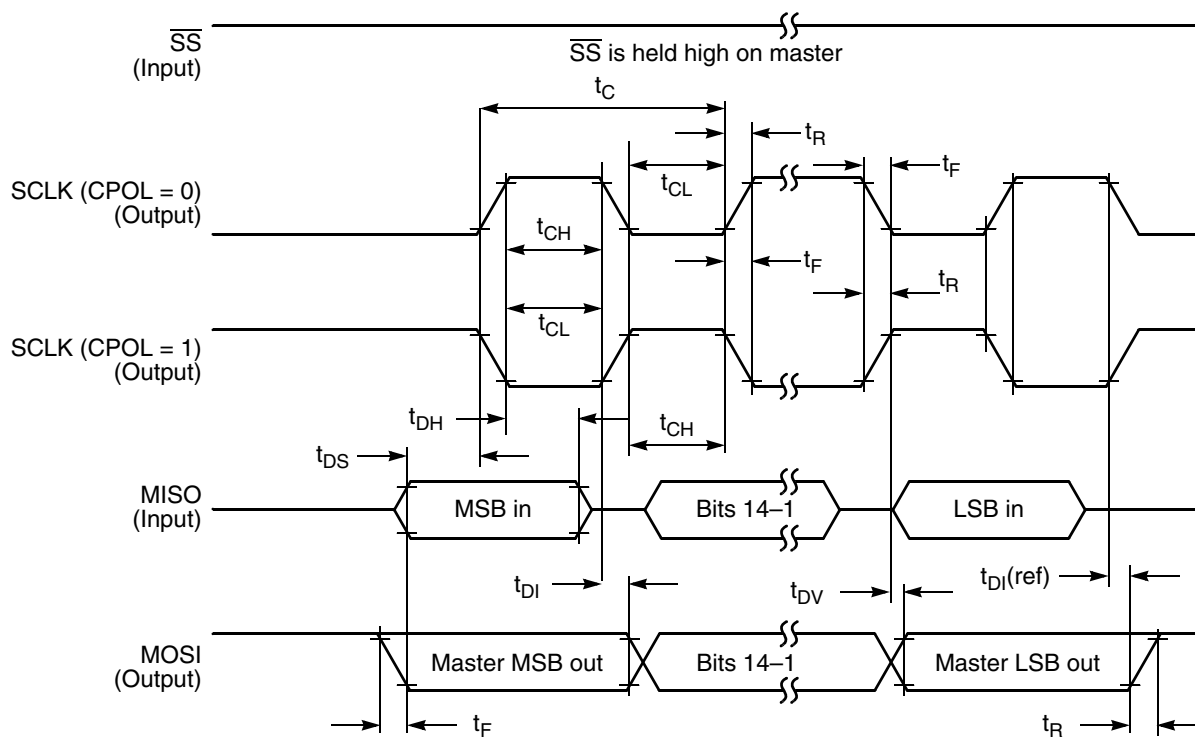 SS
(Input)
SS is held high on master
tC
tR
tF
SCLK (CPOL = 0)
(Output)
tCL
tCH
tF
tR
tCL
SCLK (CPOL = 1)
(Output)
tDH
tCH
tDS
MISO
(Input)
MSB in
Bits 14–1
LSB in
tDI
tDV
tDI(ref)
MOSI
(Output)
Master MSB out
Bits 14–1
Master LSB out
tF
tR